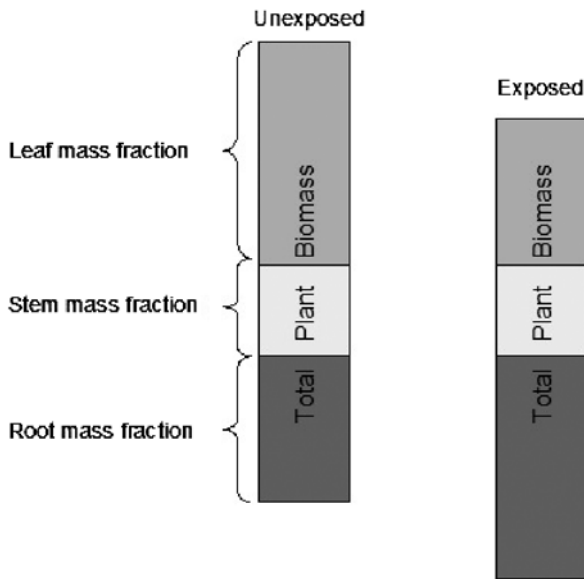 Unexposed
Exposed
Leaf mass fraction
Stem mass fraction
Root mass fraction
Total Plant Biomass
Total Plant Biomass